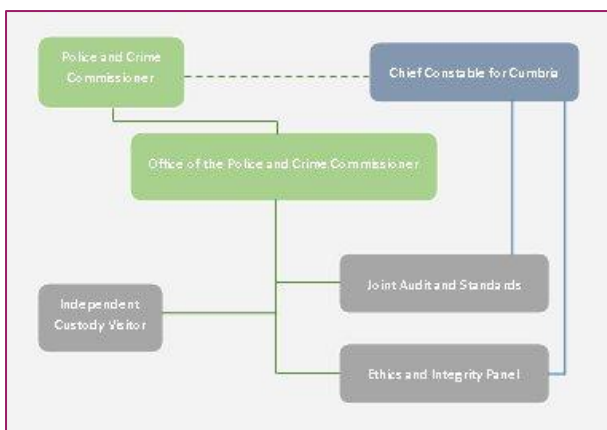 Police and Crime
Commissioner
Chief Constable for Cumbria
Office of the Police and Crime Commissioner
Joint Audit and Standards
Independent
Custody Visitor
Ethics and Integrity Panel